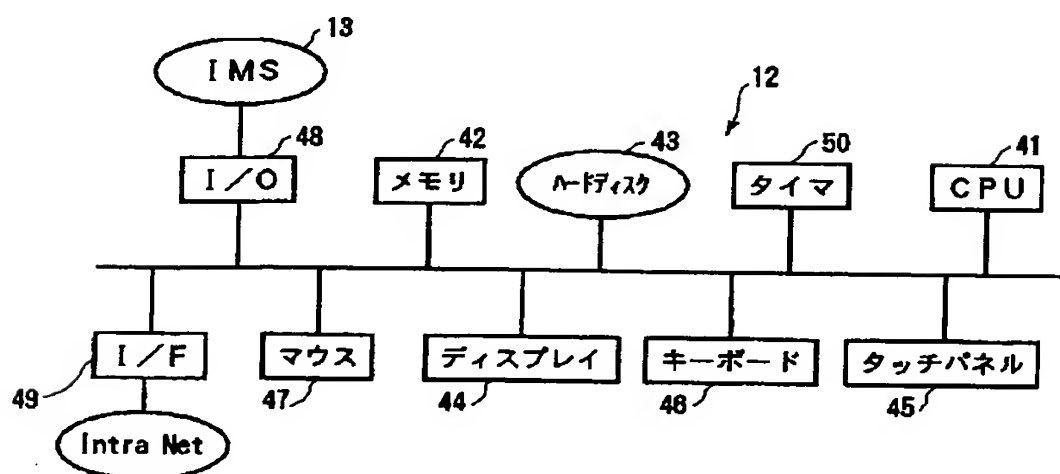 13
IMS
12
48
42
43
50
41
I/O
メモリ
ハードディスク
タイマ
CPU
I/F
マウス
ディスプレイ
キーボード
タッチパネル
49
47
44
46
45
Intra Net